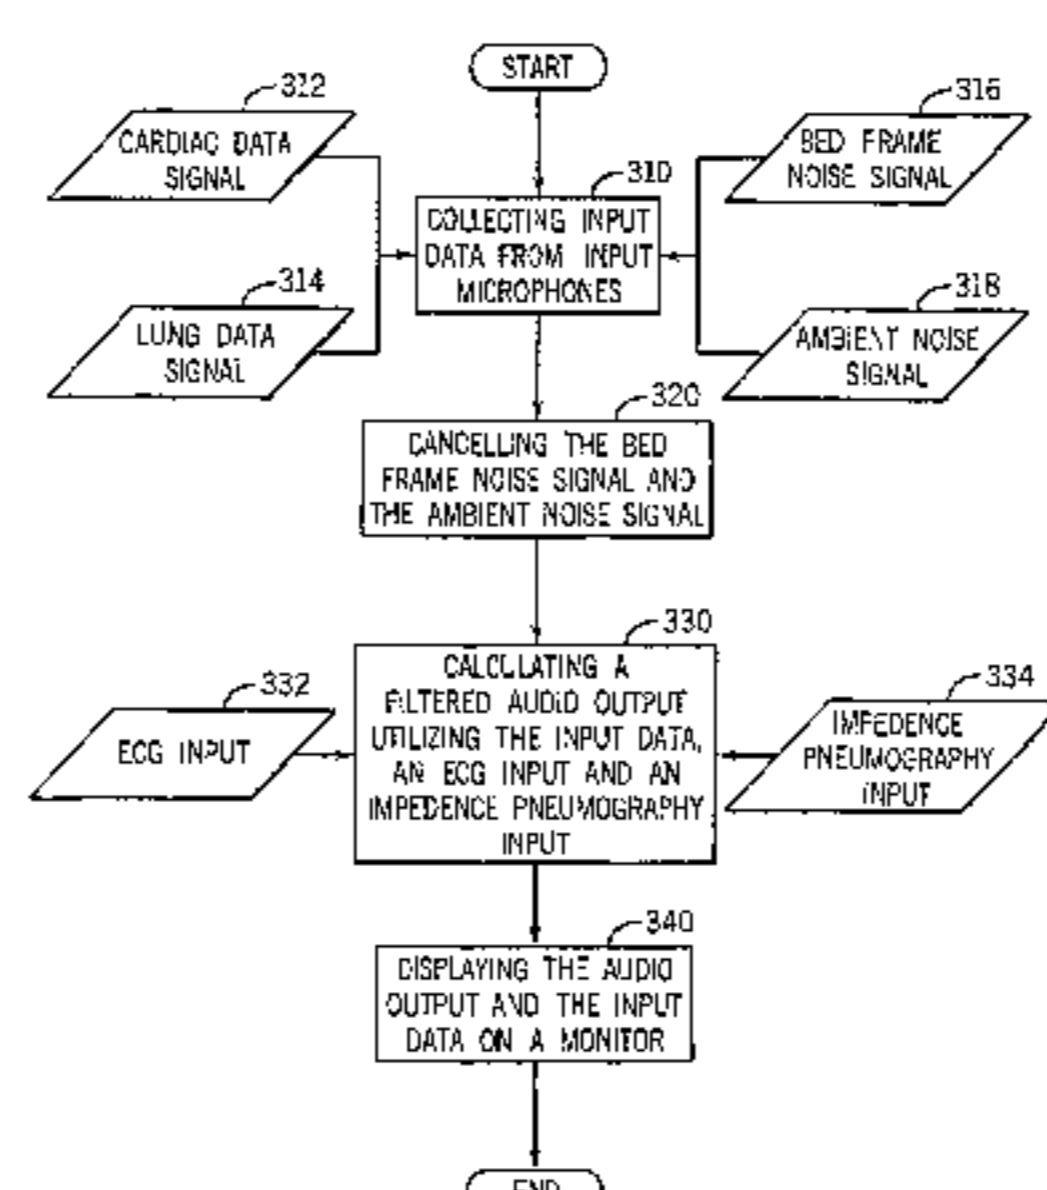 START
312
CARDIAC DATA
SIGNAL
316
BED FRAME
NOISE SIGNAL
310
COLLECTING INPUT
DATA FROM INPUT
MICROPHONES
314
LUNG DATA
SIGNAL
318
AMBIENT NOISE
SIGNAL
320
CANCELLING THE BED
FRAME NOISE SIGNAL AND
THE AMBIENT NOISE SIGNAL
330
CALCULATING A
FILTERED AUDIO OUTPUT
UTILIZING THE INPUT DATA,
AN ECG INPUT AND AN
IMPEDENCE PNEUMOGRAPHY
INPUT
332
ECG INPUT
334
IMPEDENCE
PNEUMOGRAPHY
INPUT
340
DISPLAYING THE AUDIO
OUTPUT AND THE INPUT
DATA ON A MONITOR
END